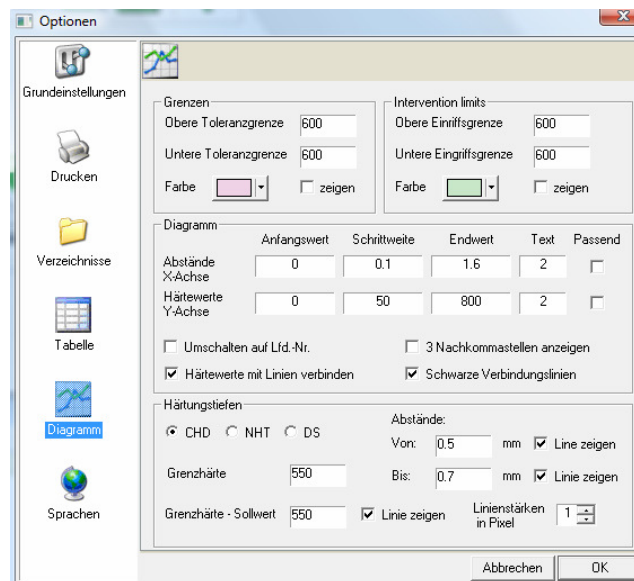 Optionen
Grundeinstellungen
Drucken
Verzeichnisse
Tabelle
Diagramm
Sprachen
Grenzen
Obere Toleranzgrenze 600
Untere Toleranzgrenze 600
Farbe zeigen
Intervention limits
Obere Einriffsgrenze 600
Untere Eingriffsgrenze 600
Farbe zeigen
Diagramm
Anfangswert Schrittweite Endwert Text Passend
Abstände
X-Achse 0 0.1 1.6 2
Härtewerte
Y-Achse 0 50 800 2
Umschalten auf Lfd.-Nr. 3 Nachkommastellen anzeigen
Härtewerte mit Linien verbinden Schwarze Verbindungslinien
Härtungstiefen
CHD NHT DS
Grenzhärte 550
Grenzhärte - Sollwert 550 Linie zeigen
Abstände:
Von: 0.5 mm Line zeigen
Bis: 0.7 mm Linie zeigen
Linienstärken
in Pixel 1
Abbrechen OK